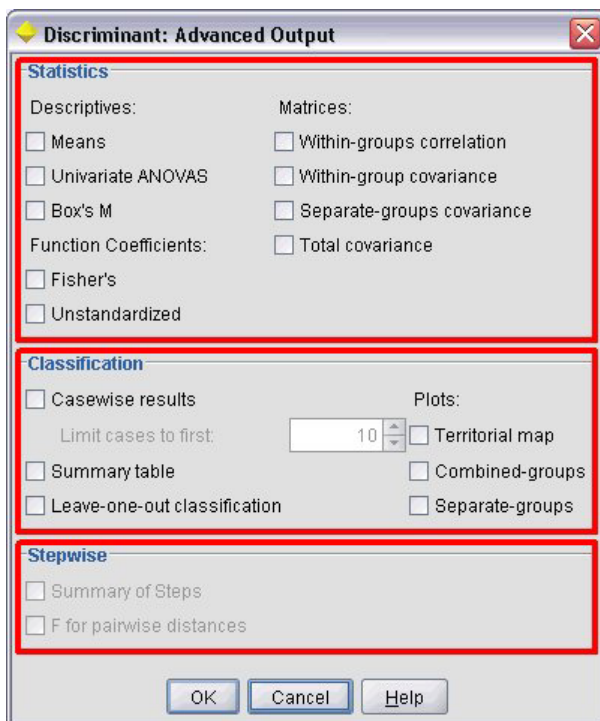 Discriminant: Advanced Output
Statistics
Descriptives:
Means
Univariate ANOVAS
Box's M
Function Coefficients:
Fisher's
Unstandardized
Matrices:
Within-groups correlation
Within-group covariance
Separate-groups covariance
Total covariance
Classification
Casewise results
Limit cases to first: 10
Summary table
Leave-one-out classification
Plots:
Territorial map
Combined-groups
Separate-groups
Stepwise
Summary of Steps
F for pairwise distances
OK Cancel Help